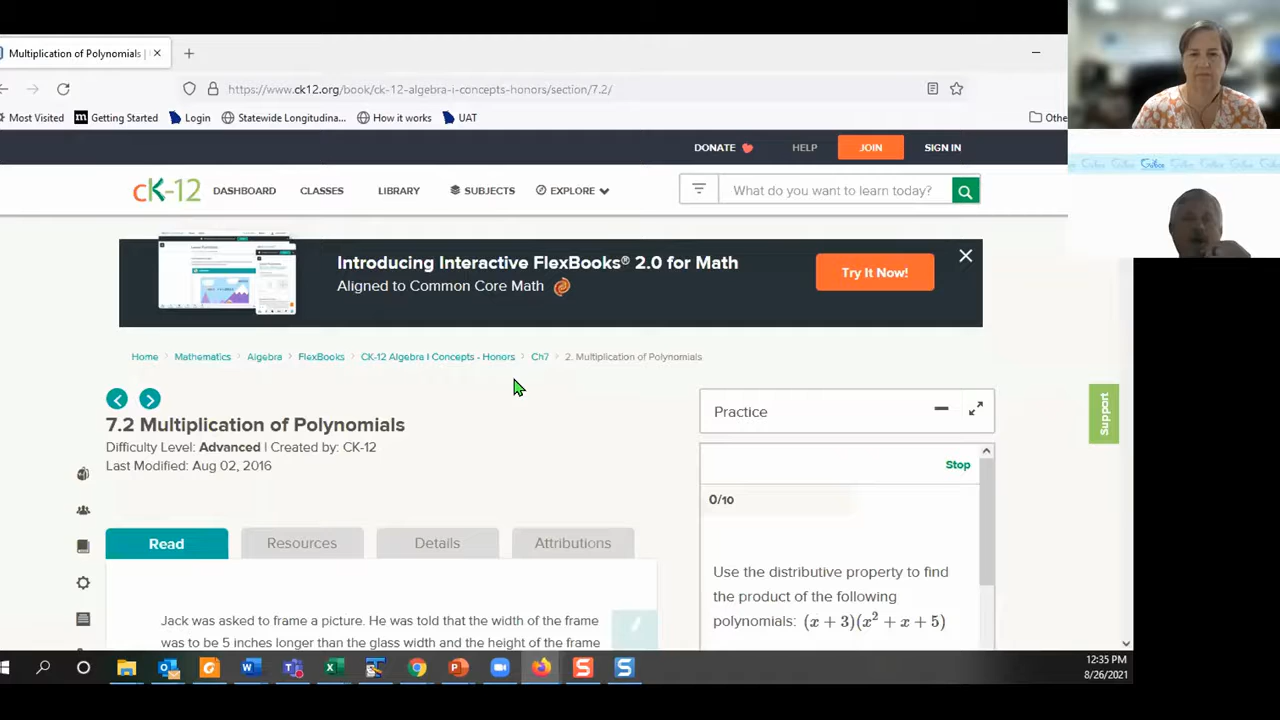 Multiplication of Polynomials |
https://www.ck12.org/book/ck-12-algebra-i-concepts-honors/section/7.2/
Most Visited
Getting Started
Login
Statewide Longitudina...
How it works
UAT
Othe
DONATE
HELP
JOIN
SIGN IN
cK-12
DASHBOARD
CLASSES
LIBRARY
SUBJECTS
EXPLORE
What do you want to learn today?
Introducing Interactive FlexBooks® 2.0 for Math
Aligned to Common Core Math
Try It Now!
Home > Mathematics > Algebra > FlexBooks > CK-12 Algebra I Concepts - Honors > Ch7 > 2. Multiplication of Polynomials
7.2 Multiplication of Polynomials
Difficulty Level: Advanced | Created by: CK-12
Last Modified: Aug 02, 2016
Read
Resources
Details
Attributions
Jack was asked to frame a picture. He was told that the width of the frame
was to be 5 inches longer than the glass width and the height of the frame
Practice
Stop
0/10
Use the distributive property to find
the product of the following
polynomials: (x + 3)(x² + x + 5)
Support
12:35 PM
8/26/2021